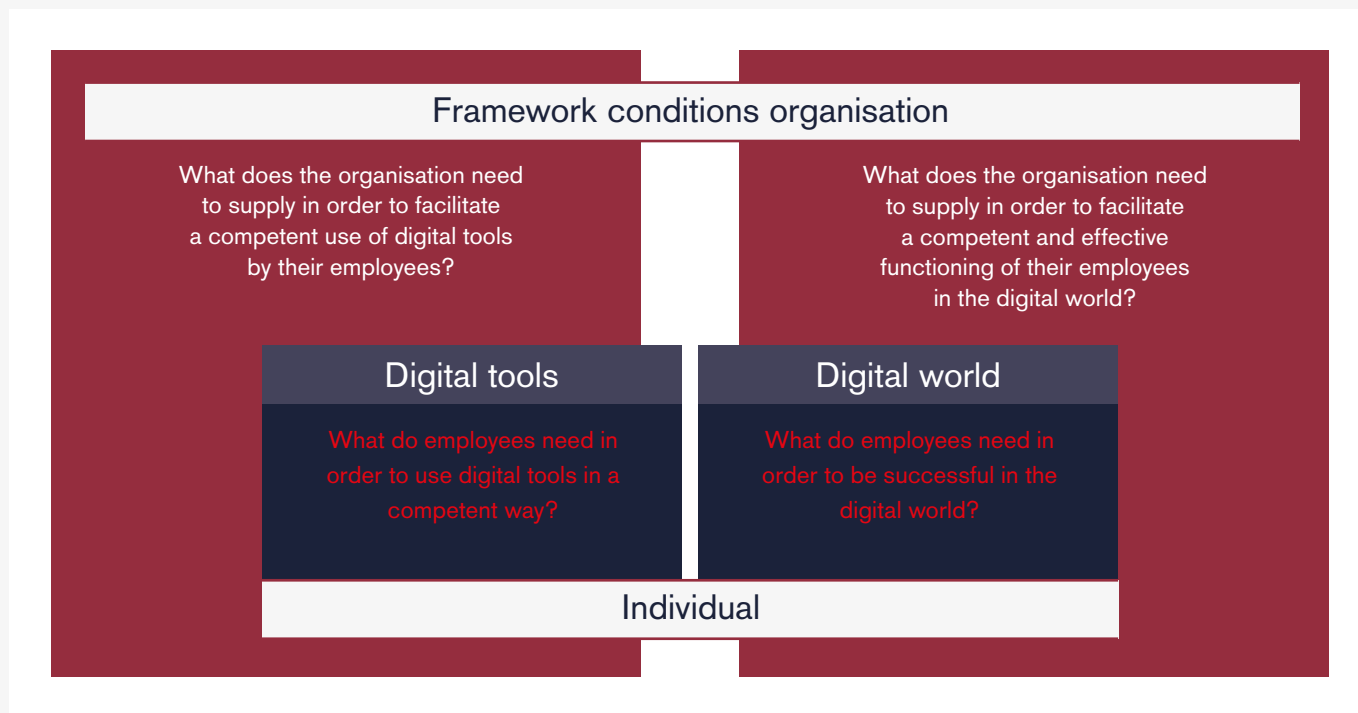 Framework conditions organisation
What does the organisation need
to supply in order to facilitate
a competent use of digital tools
by their employees?
What does the organisation need
to supply in order to facilitate
a competent and effective
functioning of their employees
in the digital world?
Digital tools
What do employees need in
order to use digital tools in a
competent way?
Digital world
What do employees need in
order to be successful in the
digital world?
Individual